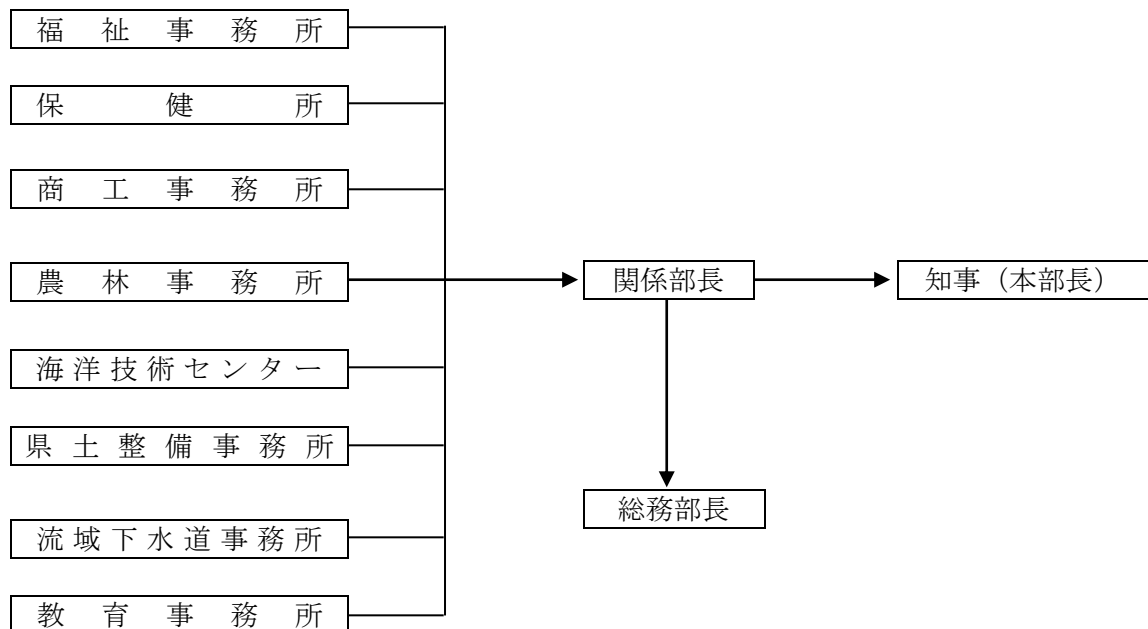 福祉事務所
保健所
商工事務所
農林事務所
海洋技術センター
県土整備事務所
流域下水道事務所
教育事務所
関係部長
総務部長
知事（本部長）